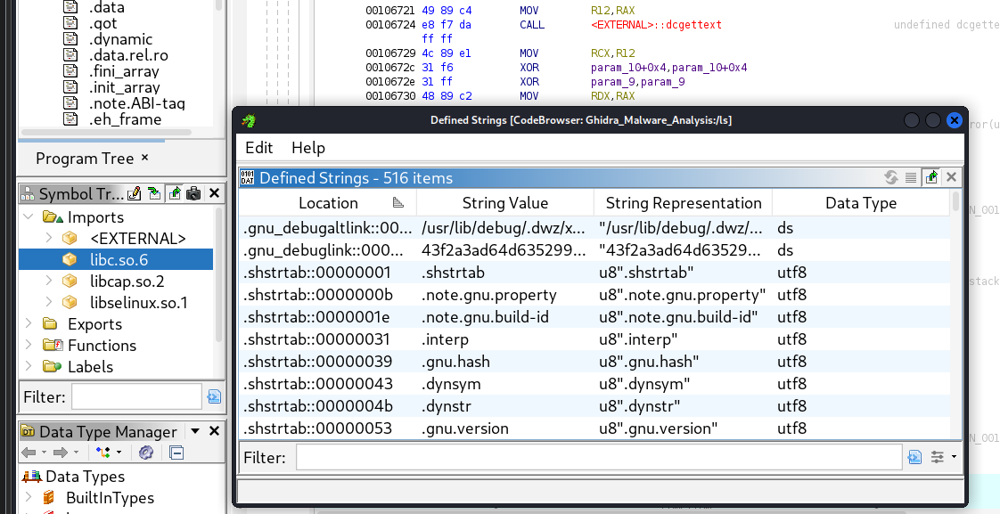 .data
.got
.dynamic
.data.rel.ro
.fini_array
.init_array
.note.ABI-tag
.eh_frame
Program Tree ×
Symbol Tr...
Imports
<EXTERNAL>
libc.so.6
libcap.so.2
libselinux.so.1
Exports
Functions
Labels
Filter:
Data Type Manager
Data Types
BuiltInTypes
00106721 49 89 c4 MOV R12,RAX
00106724 e8 f7 da CALL <EXTERNAL>::dcgettext undefined dcgette
ff ff
00106729 4c 89 e1 MOV RCX,R12
0010672c 31 f6 XOR param_10+0x4,param_10+0x4
0010672e 31 ff XOR param_9,param_9
00106730 48 89 c2 MOV RDX,RAX
ror(u
N_001
stack
N_001
Defined Strings [CodeBrowser: Ghidra_Malware_Analysis:/ls]
Edit Help
Defined Strings - 516 items
Location String Value String Representation Data Type
.gnu_debugaltlink::00... /usr/lib/debug/.dwz/x... "/usr/lib/debug/.dwz/... ds
.gnu_debuglink::000... 43f2a3ad64d635299... "43f2a3ad64d63529... ds
.shstrtab::00000001 .shstrtab u8".shstrtab" utf8
.shstrtab::0000000b .note.gnu.property u8".note.gnu.property" utf8
.shstrtab::0000001e .note.gnu.build-id u8".note.gnu.build-id" utf8
.shstrtab::00000031 .interp u8".interp" utf8
.shstrtab::00000039 .gnu.hash u8".gnu.hash" utf8
.shstrtab::00000043 .dynsym u8".dynsym" utf8
.shstrtab::0000004b .dynstr u8".dynstr" utf8
.shstrtab::00000053 .gnu.version u8".gnu.version" utf8
Filter: